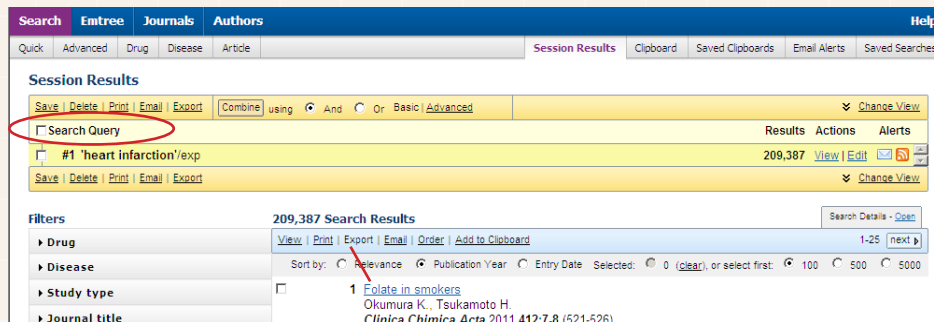 Search Emtree Journals Authors Help
Quick Advanced Drug Disease Article Session Results Clipboard Saved Clipboards Email Alerts Saved Searches
Session Results
Save | Delete | Print | Email | Export Combine using And Or Basic | Advanced Change View
Search Query Results Actions Alerts
#1 'heart infarction'/exp 209,387 View | Edit
Save | Delete | Print | Email | Export Change View
Filters 209,387 Search Results Search Details - Open
Drug View | Print | Export | Email | Order | Add to Clipboard 1-25 next
Disease Sort by: Relevance Publication Year Entry Date Selected: 0 (clear), or select first: 100 500 5000
Study type 1 Folate in smokers
Okumura K., Tsukamoto H.
Journal title Clinica Chimica Acta 2011 412:7-8 (521-526)